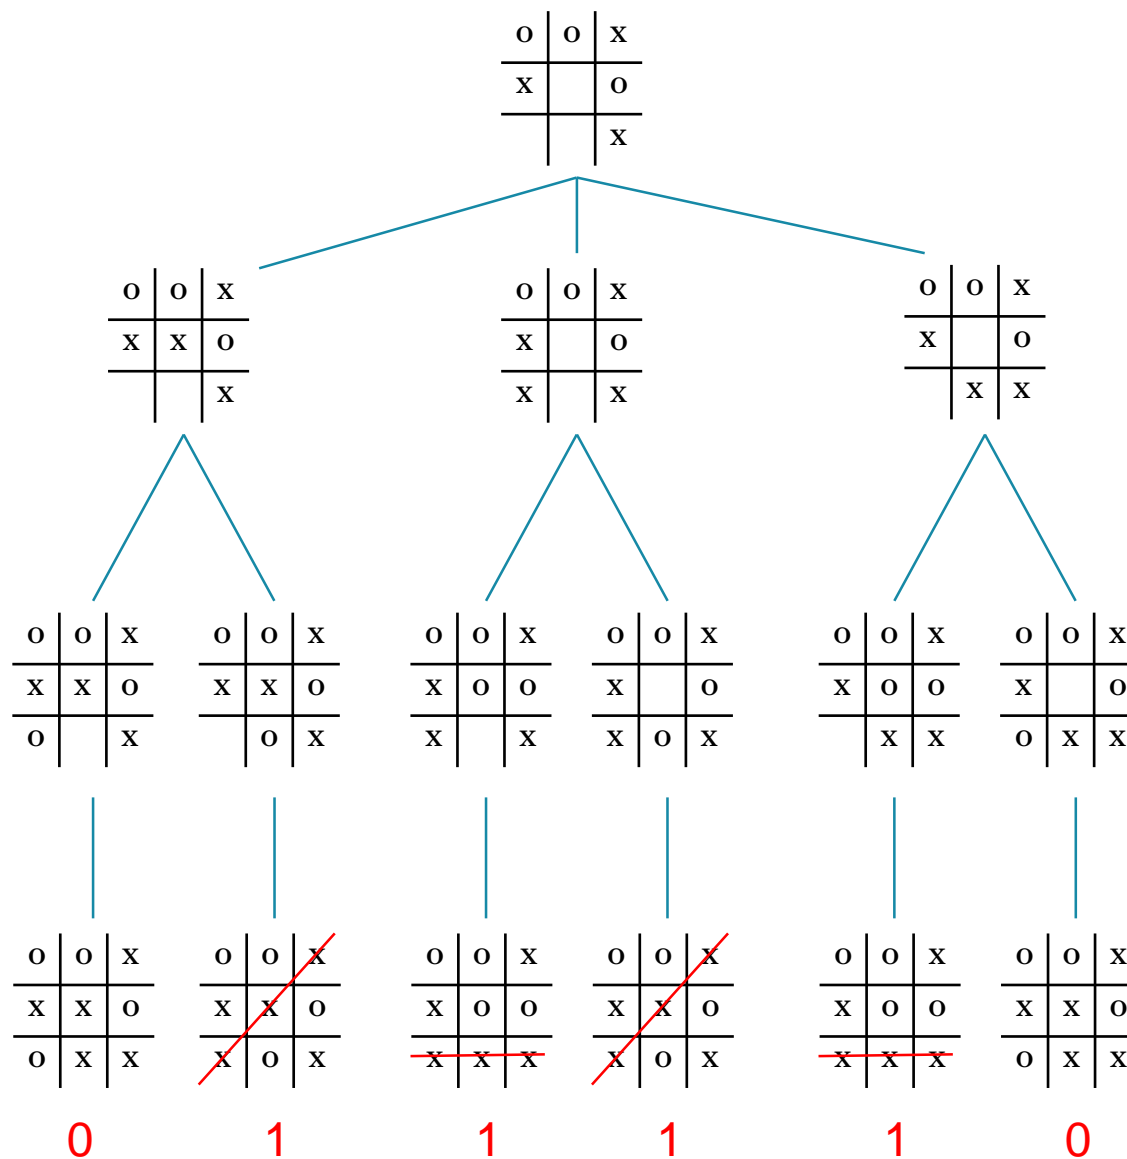 O O X
X O
X
O O X O O X O O X
X X O X O X O
X X X X X
O O X O O X O O X O O X O O X O O X
X X O X X O X O O X O X O O X O
O X O X X X X O X X X O X X
O O X O O X O O X O O X O O X O O X
X X O X X O X O O X X O X O O X X O
O X X X O X X X X X O X X X X O X X
0 1 1 1 1 0